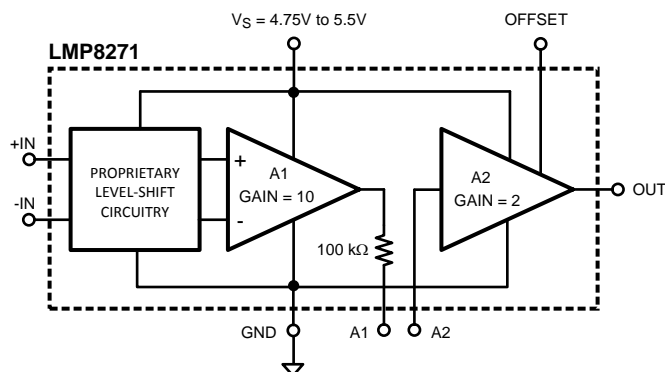 V_S = 4.75V to 5.5V
OFFSET
LMP8271
+IN
-IN
PROPRIETARY
LEVEL-SHIFT
CIRCUITRY
+
A1
GAIN = 10
-
A2
GAIN = 2
OUT
100 kΩ
GND
A1
A2